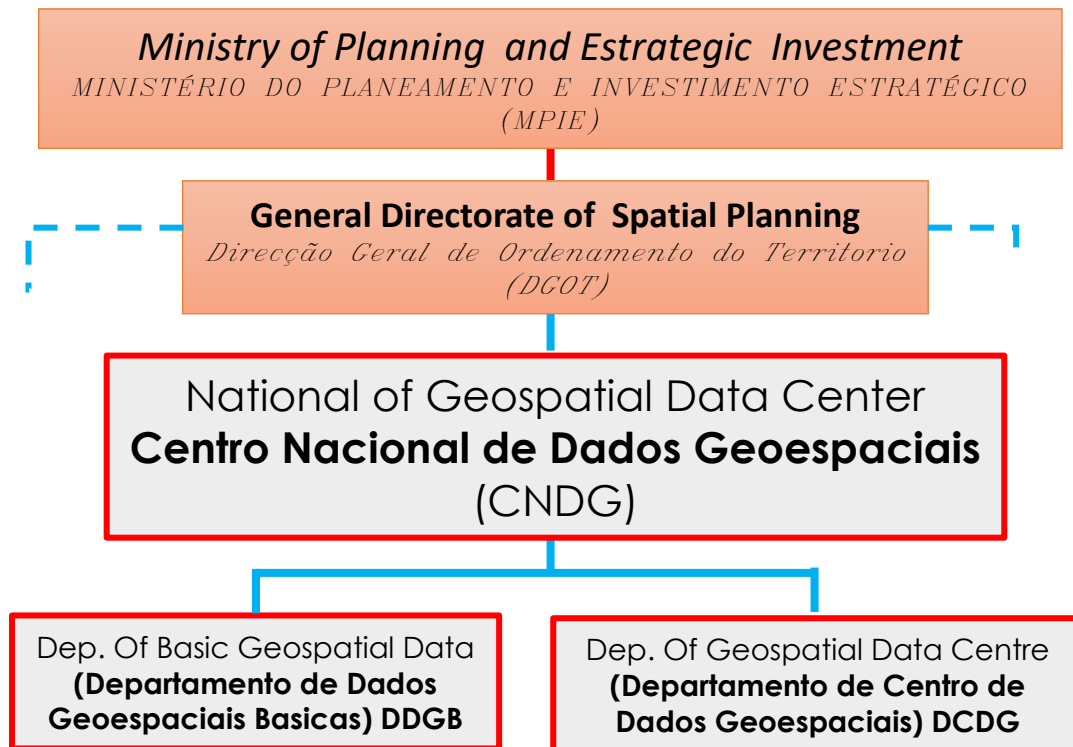 Ministry of Planning and Estrategic Investment
MINISTÉRIO DO PLANEAMENTO E INVESTIMENTO ESTRATÉGICO
(MPIE)
General Directorate of Spatial Planning
Direcção Geral de Ordenamento do Territorio
(DGOT)
National of Geospatial Data Center
Centro Nacional de Dados Geoespaciais
(CNDG)
Dep. Of Basic Geospatial Data
(Departamento de Dados
Geoespaciais Basicas) DDGB
Dep. Of Geospatial Data Centre
(Departamento de Centro de
Dados Geoespaciais) DCDG